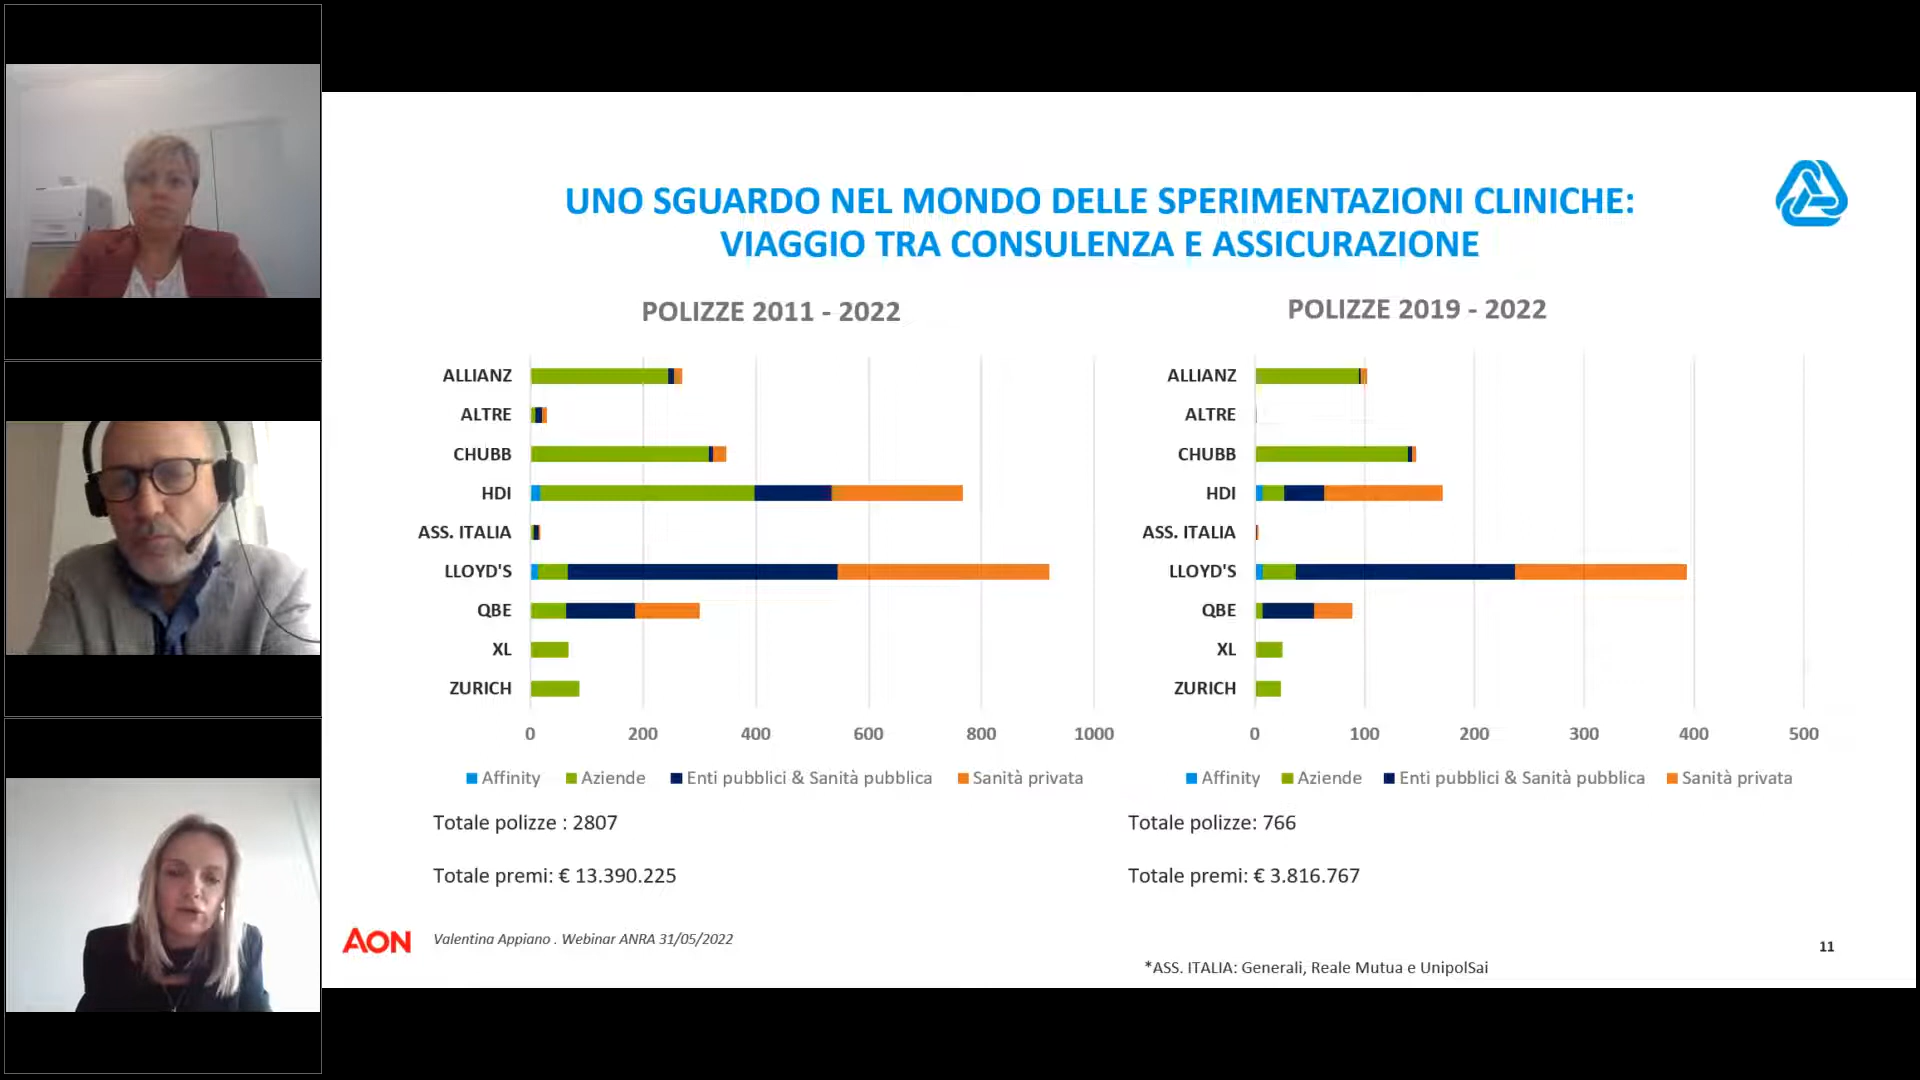 UNO SGUARDO NEL MONDO DELLE SPERIMENTAZIONI CLINICHE:
VIAGGIO TRA CONSULENZA E ASSICURAZIONE
POLIZZE 2011 - 2022
ALLIANZ
ALTRE
CHUBB
HDI
ASS. ITALIA
LLOYD'S
QBE
XL
ZURICH
0 200 400 600 800 1000
Affinity Aziende Enti pubblici & Sanità pubblica Sanità privata
Totale polizze : 2807
Totale premi: € 13.390.225
POLIZZE 2019 - 2022
ALLIANZ
ALTRE
CHUBB
HDI
ASS. ITALIA
LLOYD'S
QBE
XL
ZURICH
0 100 200 300 400 500
Affinity Aziende Enti pubblici & Sanità pubblica Sanità privata
Totale polizze: 766
Totale premi: € 3.816.767
AON
Valentina Appiano . Webinar ANRA 31/05/2022
11
*ASS. ITALIA: Generali, Reale Mutua e UnipolSai